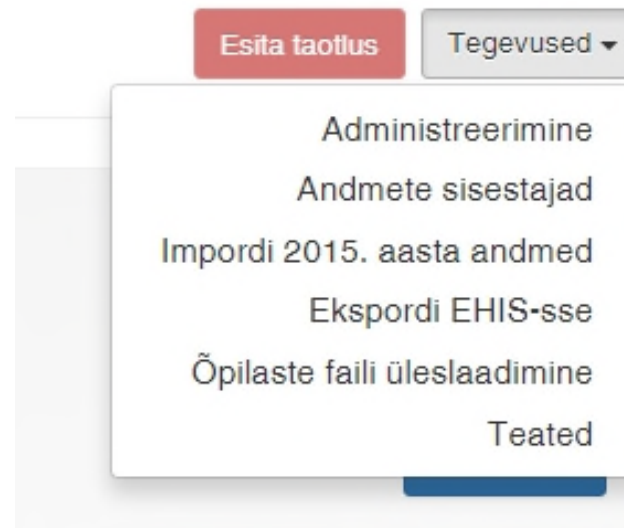 Esita taotlus
Tegevused
Administreerimine
Andmete sisestajad
Impordi 2015. aasta andmed
Ekspordi EHIS-sse
Õpilaste faili üleslaadimine
Teated